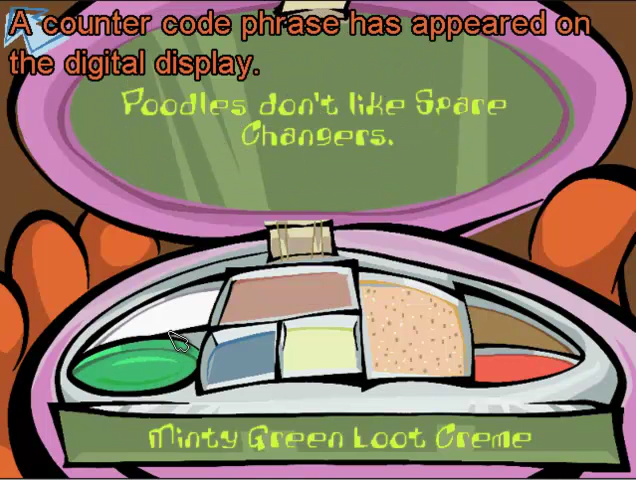 A counter code phrase has appeared on
the digital display.
Poodles don't like Spare
Changers.
Minty Green Loot Creme